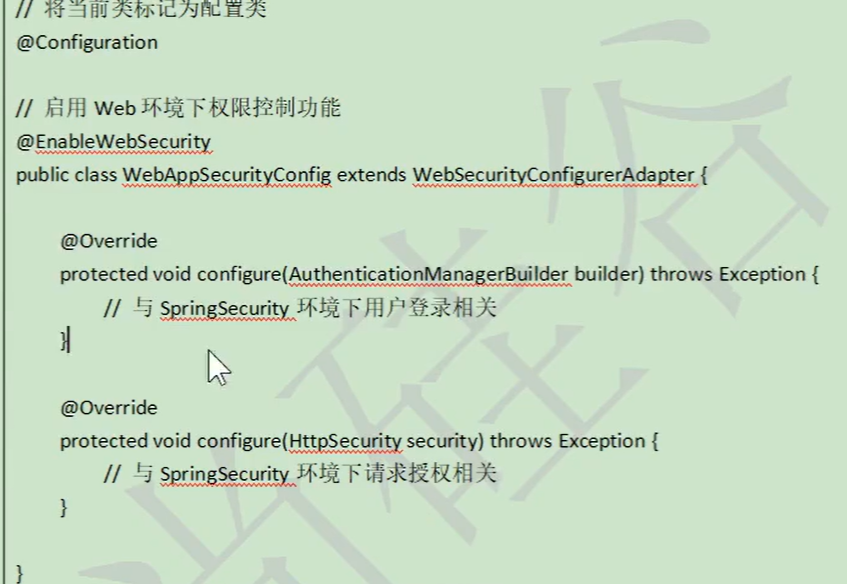 // 将当前类标记为配置类
@Configuration
// 启用 Web 环境下权限控制功能
@EnableWebSecurity
public class WebAppSecurityConfig extends WebSecurityConfigurerAdapter {
@Override
protected void configure(AuthenticationManagerBuilder builder) throws Exception {
// 与 SpringSecurity 环境下用户登录相关
}
@Override
protected void configure(HttpSecurity security) throws Exception {
// 与 SpringSecurity 环境下请求授权相关
}
}
尚硅谷